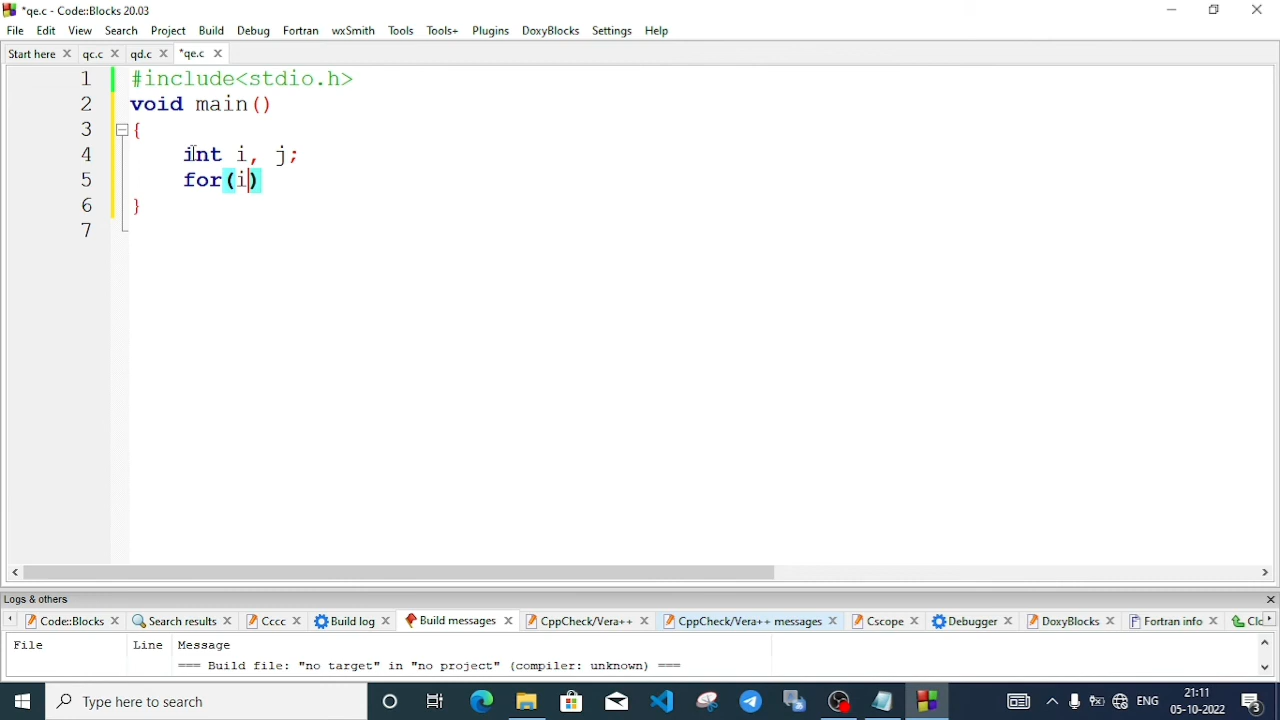 *qe.c - Code::Blocks 20.03
File Edit View Search Project Build Debug Fortran wxSmith Tools Tools+ Plugins DoxyBlocks Settings Help
Start here qc.c qd.c *qe.c
1 #include<stdio.h>
2 void main()
3 {
4 int i, j;
5 for(i)
6 }
7
Logs & others
Code::Blocks Search results Cccc Build log Build messages CppCheck/Vera++ CppCheck/Vera++ messages Cscope Debugger DoxyBlocks Fortran info Clo
File Line Message
=== Build file: "no target" in "no project" (compiler: unknown) ===
Type here to search ENG 21:11
05-10-2022 3